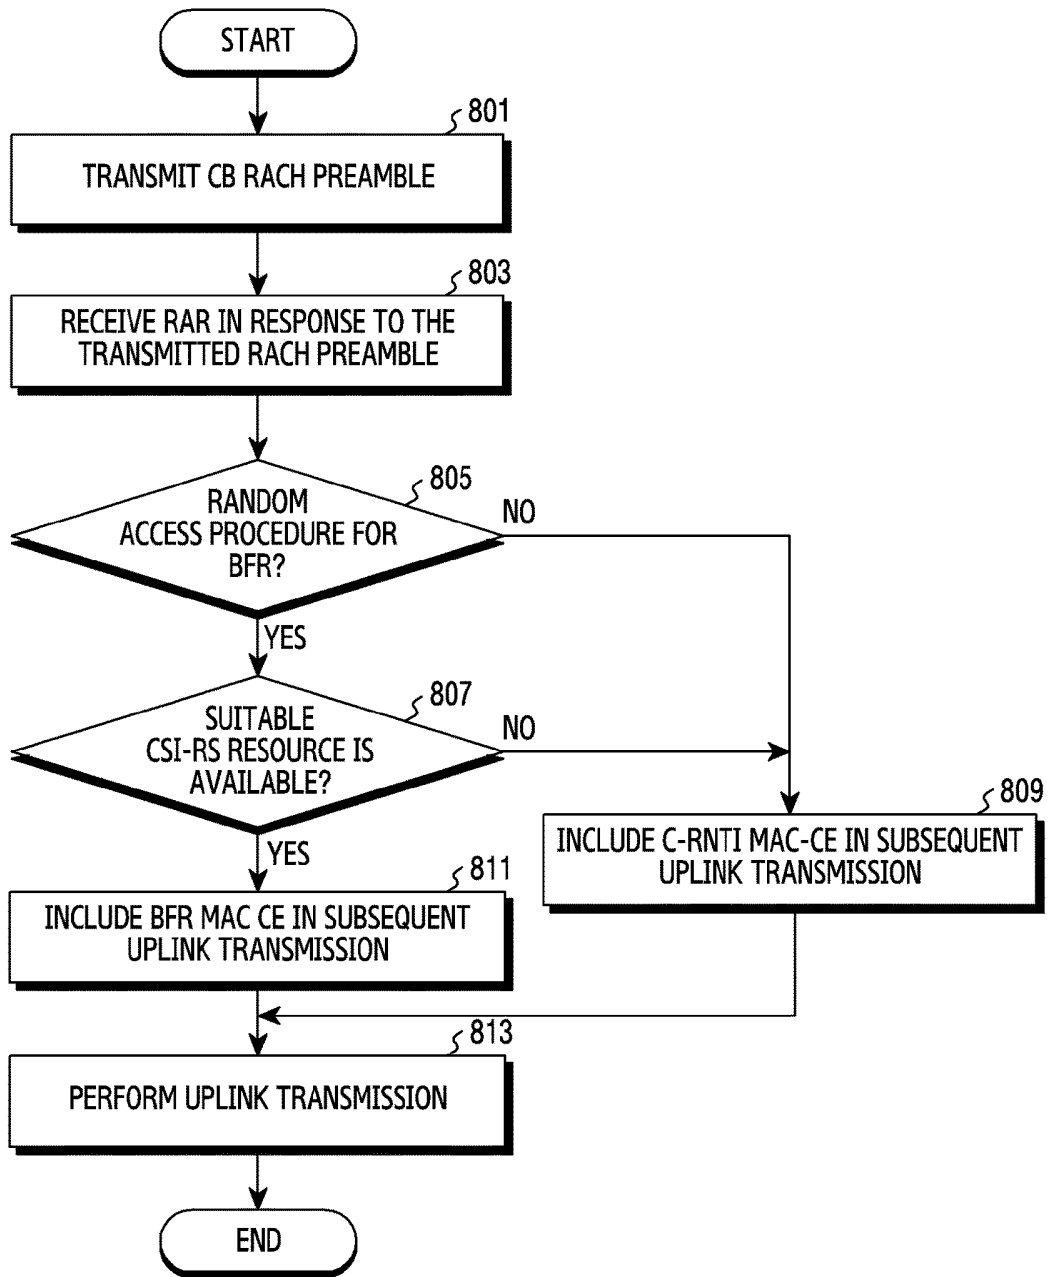 START
801
TRANSMIT CB RACH PREAMBLE
803
RECEIVE RAR IN RESPONSE TO THE
TRANSMITTED RACH PREAMBLE
805
RANDOM
ACCESS PROCEDURE FOR
BFR?
NO
YES
807
SUITABLE
CSI-RS RESOURCE IS
AVAILABLE?
NO
YES
809
INCLUDE C-RNTI MAC-CE IN SUBSEQUENT
UPLINK TRANSMISSION
811
INCLUDE BFR MAC CE IN SUBSEQUENT
UPLINK TRANSMISSION
813
PERFORM UPLINK TRANSMISSION
END